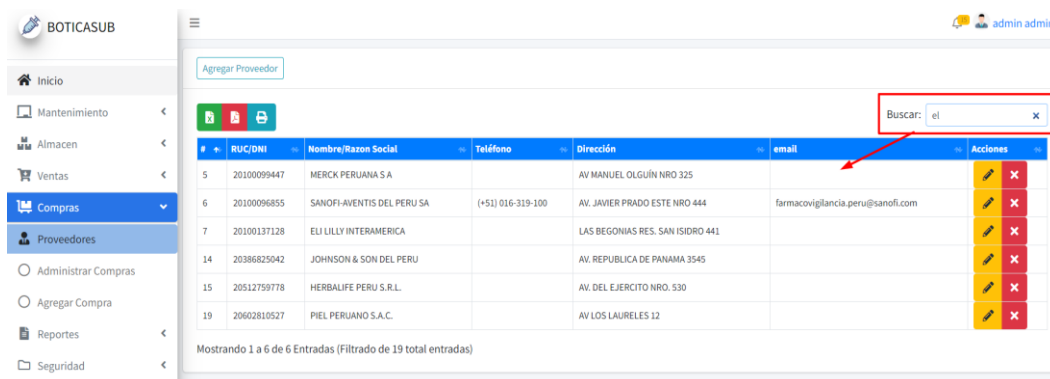 BOTICASUB
admin admin
Inicio
Agregar Proveedor
Mantenimiento
Buscar: el
Almacen
# RUC/DNI Nombre/Razon Social Teléfono Dirección email Acciones
5 20100099447 MERCK PERUANA S A AV MANUEL OLGUÍN NRO 325
Ventas
6 20100096855 SANOFI-AVENTIS DEL PERU SA (+51) 016-319-100 AV. JAVIER PRADO ESTE NRO 444 farmacovigilancia.peru@sanofi.com
Compras
7 20100137128 ELI LILLY INTERAMERICA LAS BEGONIAS RES. SAN ISIDRO 441
Proveedores
14 20386825042 JOHNSON & SON DEL PERU AV. REPUBLICA DE PANAMA 3545
Administrar Compras
15 20512759778 HERBALIFE PERU S.R.L. AV. DEL EJERCITO NRO. 530
Agregar Compra
19 20602810527 PIEL PERUANO S.A.C. AV LOS LAURELES 12
Reportes
Mostrando 1 a 6 de 6 Entradas (Filtrado de 19 total entradas)
Seguridad